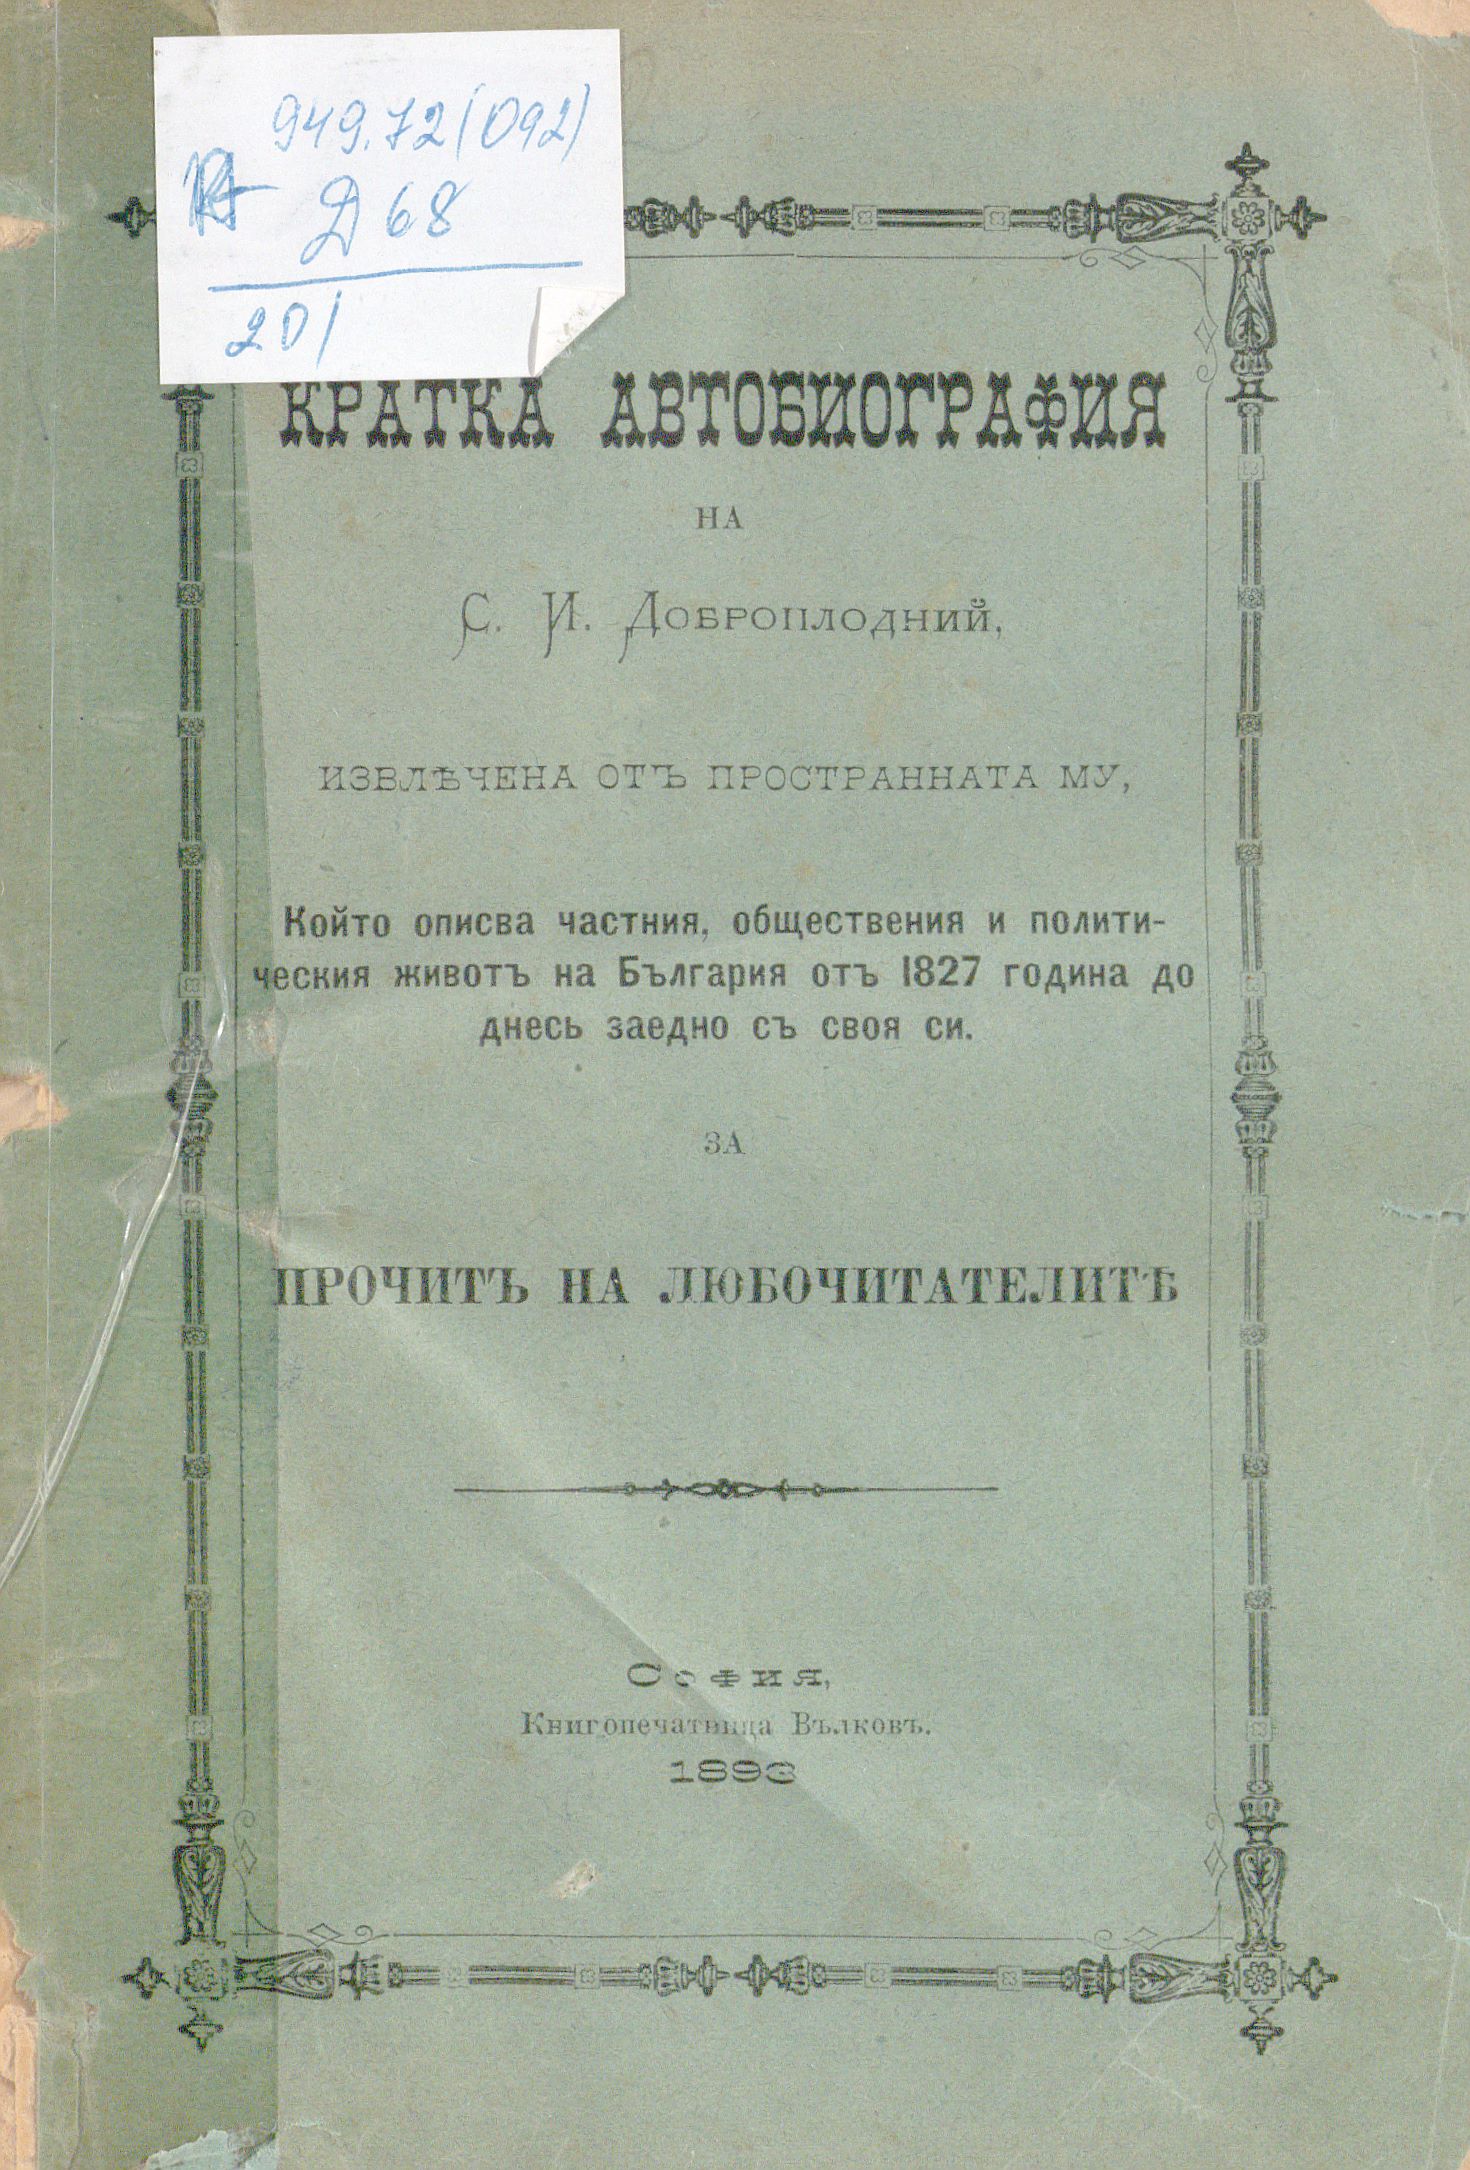 949.72(092)
Д 68
201
КРАТКА АВТОБИОГРАФИЯ
НА
С. И. ДОБРОПЛОДНИЙ,
ИЗВЛѢЧЕНА ОТЪ ПРОСТРАННАТА МУ,
Който описва частния, обществения и полити-
ческия животъ на България отъ 1827 година до
днесь заедно съ своя си.
ЗА
ПРОЧИТЪ НА ЛЮБОЧИТАТЕЛИТѢ
София,
Книгопечатница Вълковъ.
1893